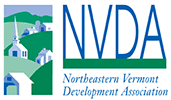 NVDA
Northeastern Vermont
Development Association